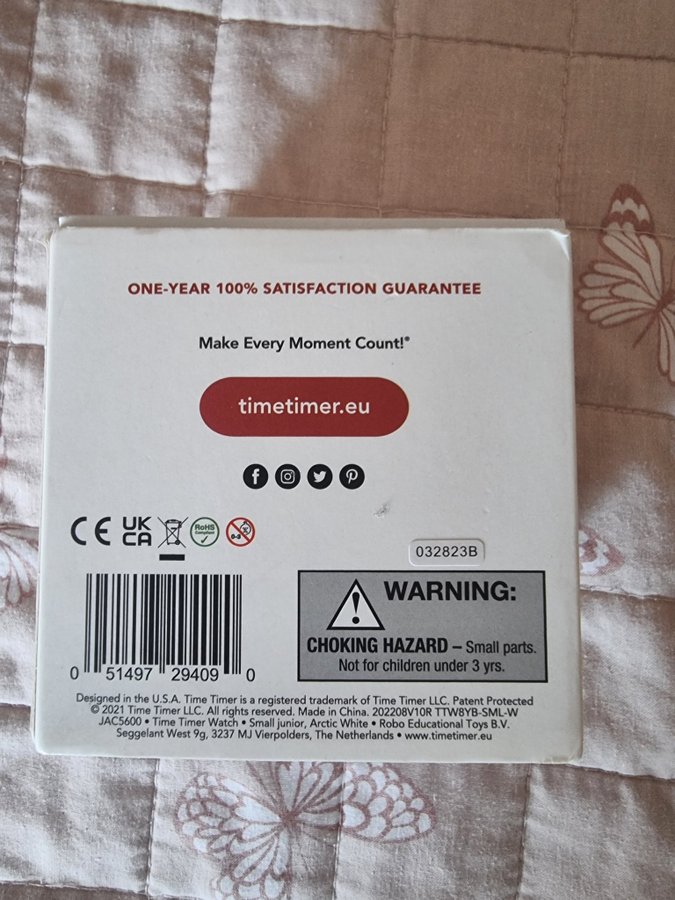 ONE-YEAR 100% SATISFACTION GUARANTEE
Make Every Moment Count!®
timetimer.eu
CE UK CA RoHS Compliant 0-3
032823B
WARNING:
CHOKING HAZARD – Small parts.
Not for children under 3 yrs.
0 51497 29409 0
Designed in the U.S.A. Time Timer is a registered trademark of Time Timer LLC. Patent Protected
© 2021 Time Timer LLC. All rights reserved. Made in China. 202208V10R TTW8YB-SML-W
JAC5600 • Time Timer Watch • Small junior, Arctic White • Robo Educational Toys B.V.
Seggelant West 9g, 3237 MJ Vierpolders, The Netherlands • www.timetimer.eu